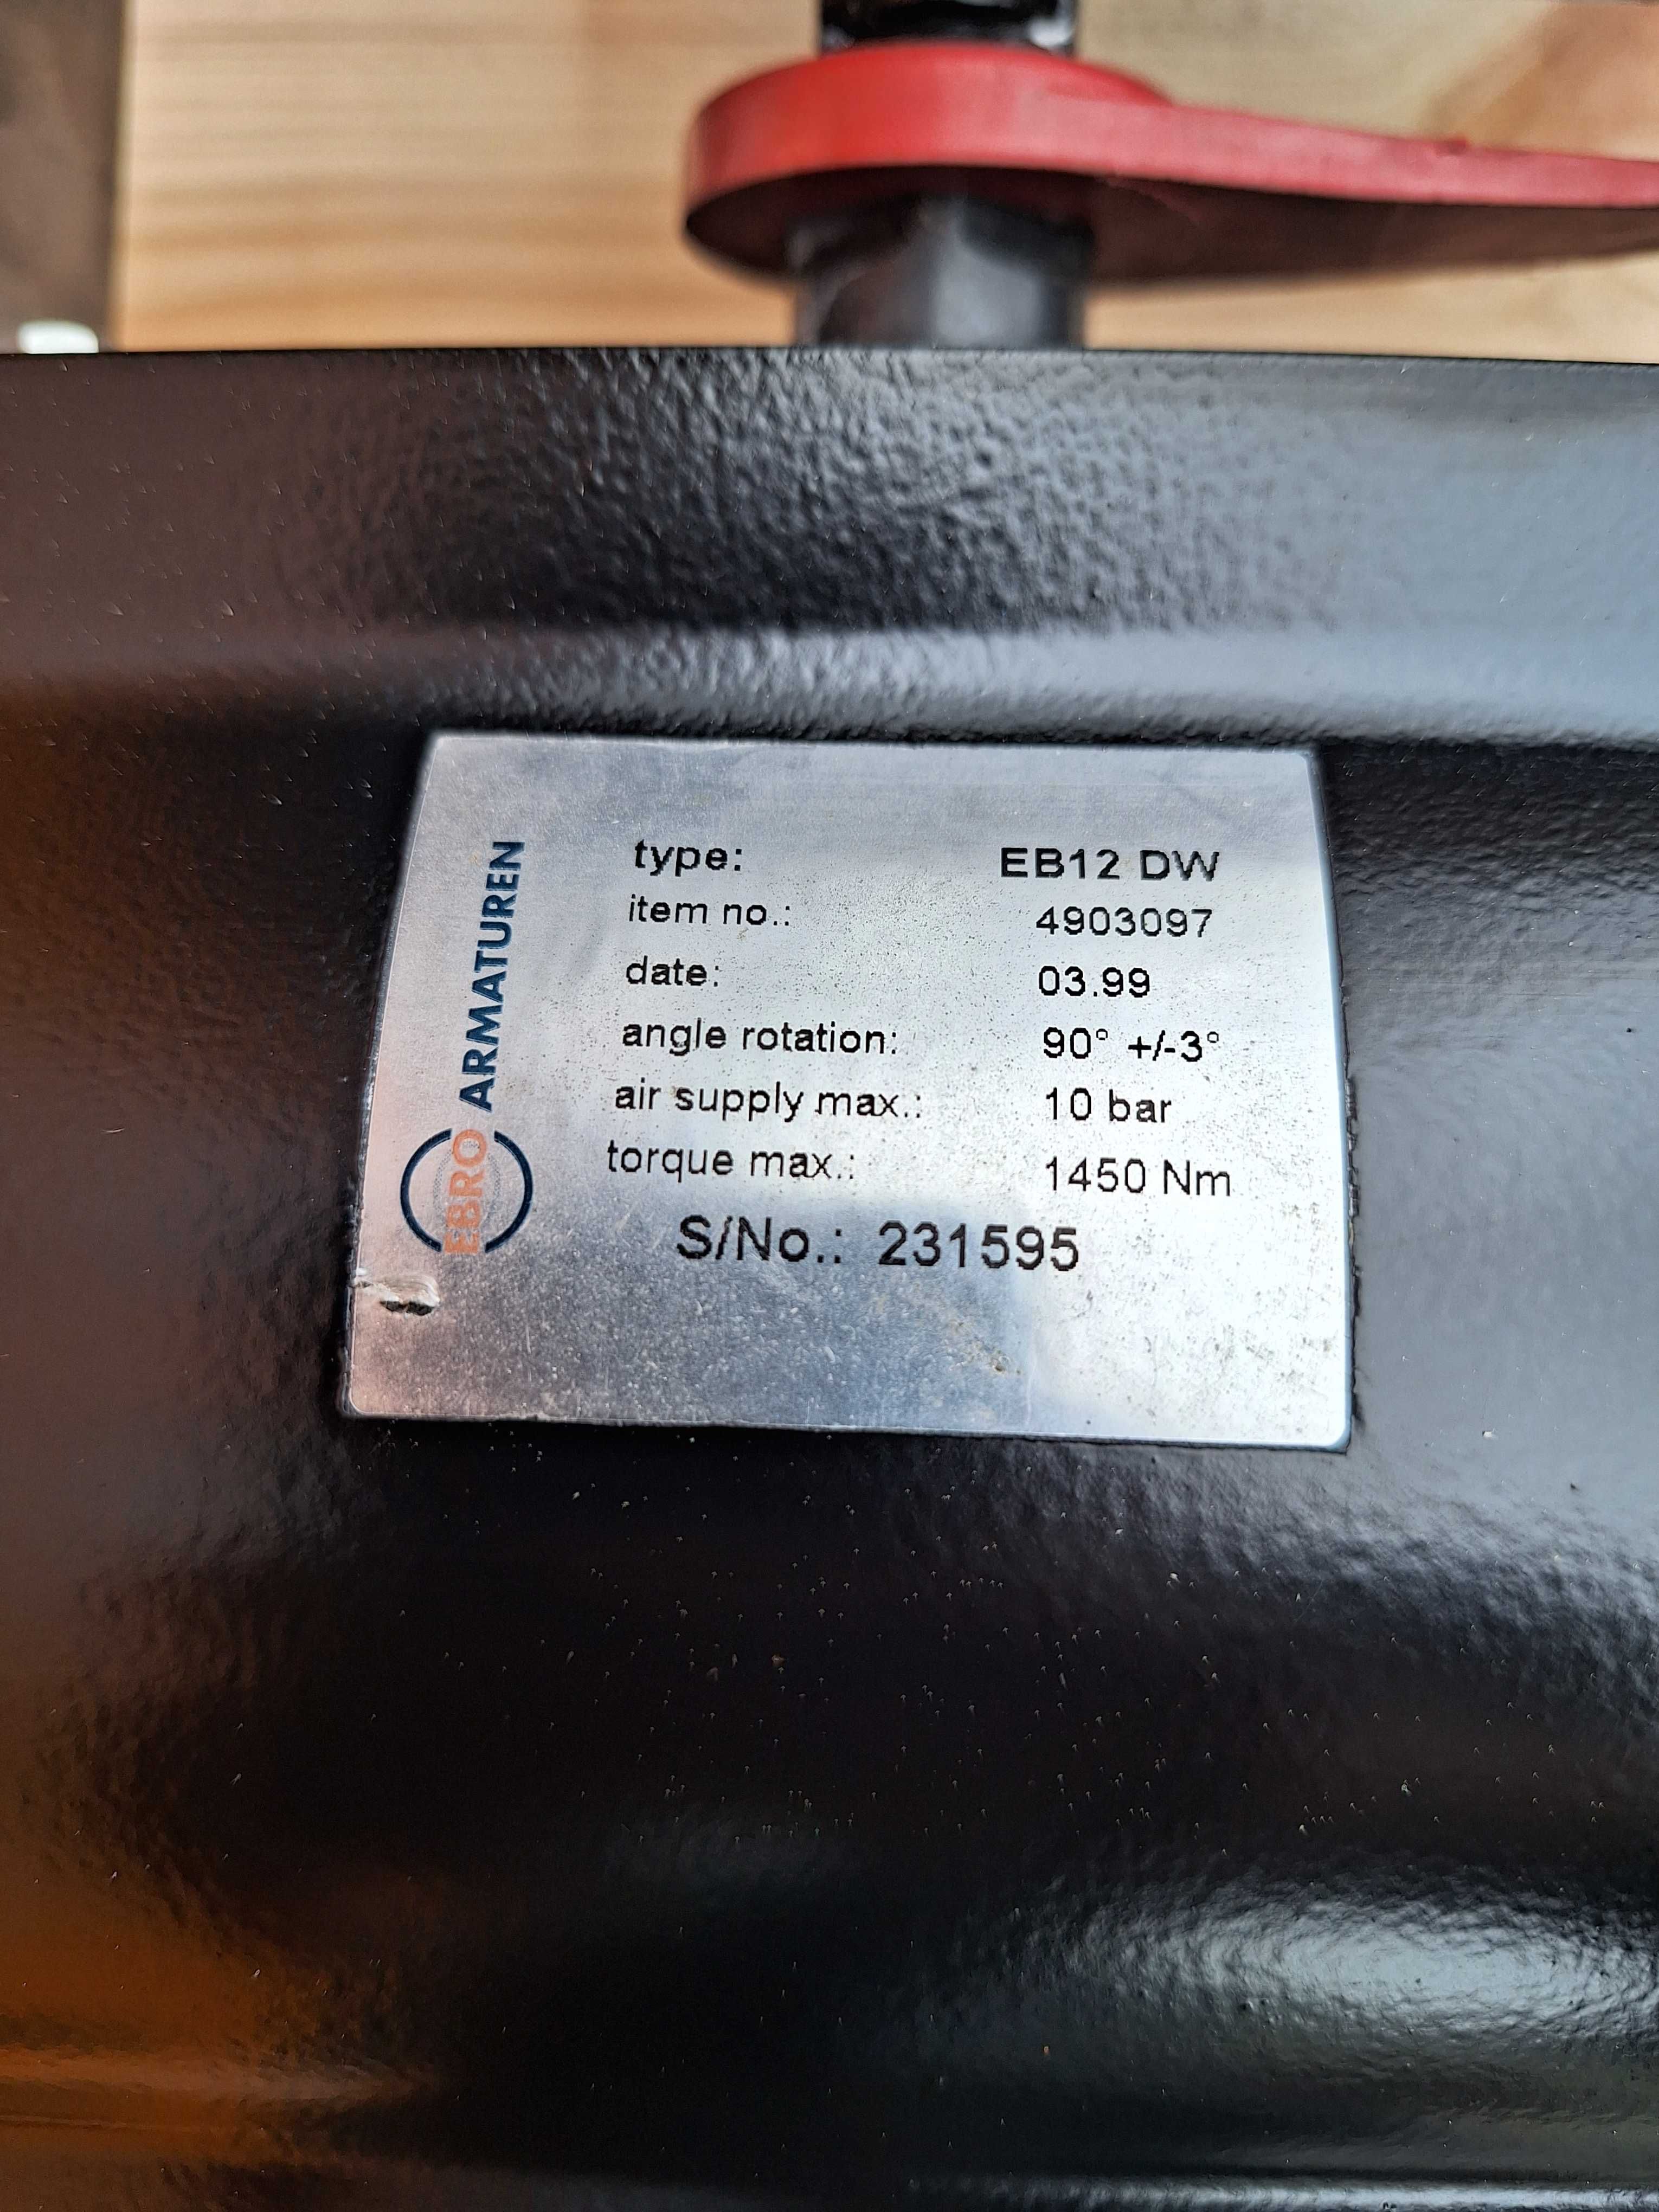 EBRO ARMATUREN
type: EB12 DW
item no.: 4903097
date: 03.99
angle rotation: 90° +/-3°
air supply max.: 10 bar
torque max.: 1450 Nm
S/No.: 231595